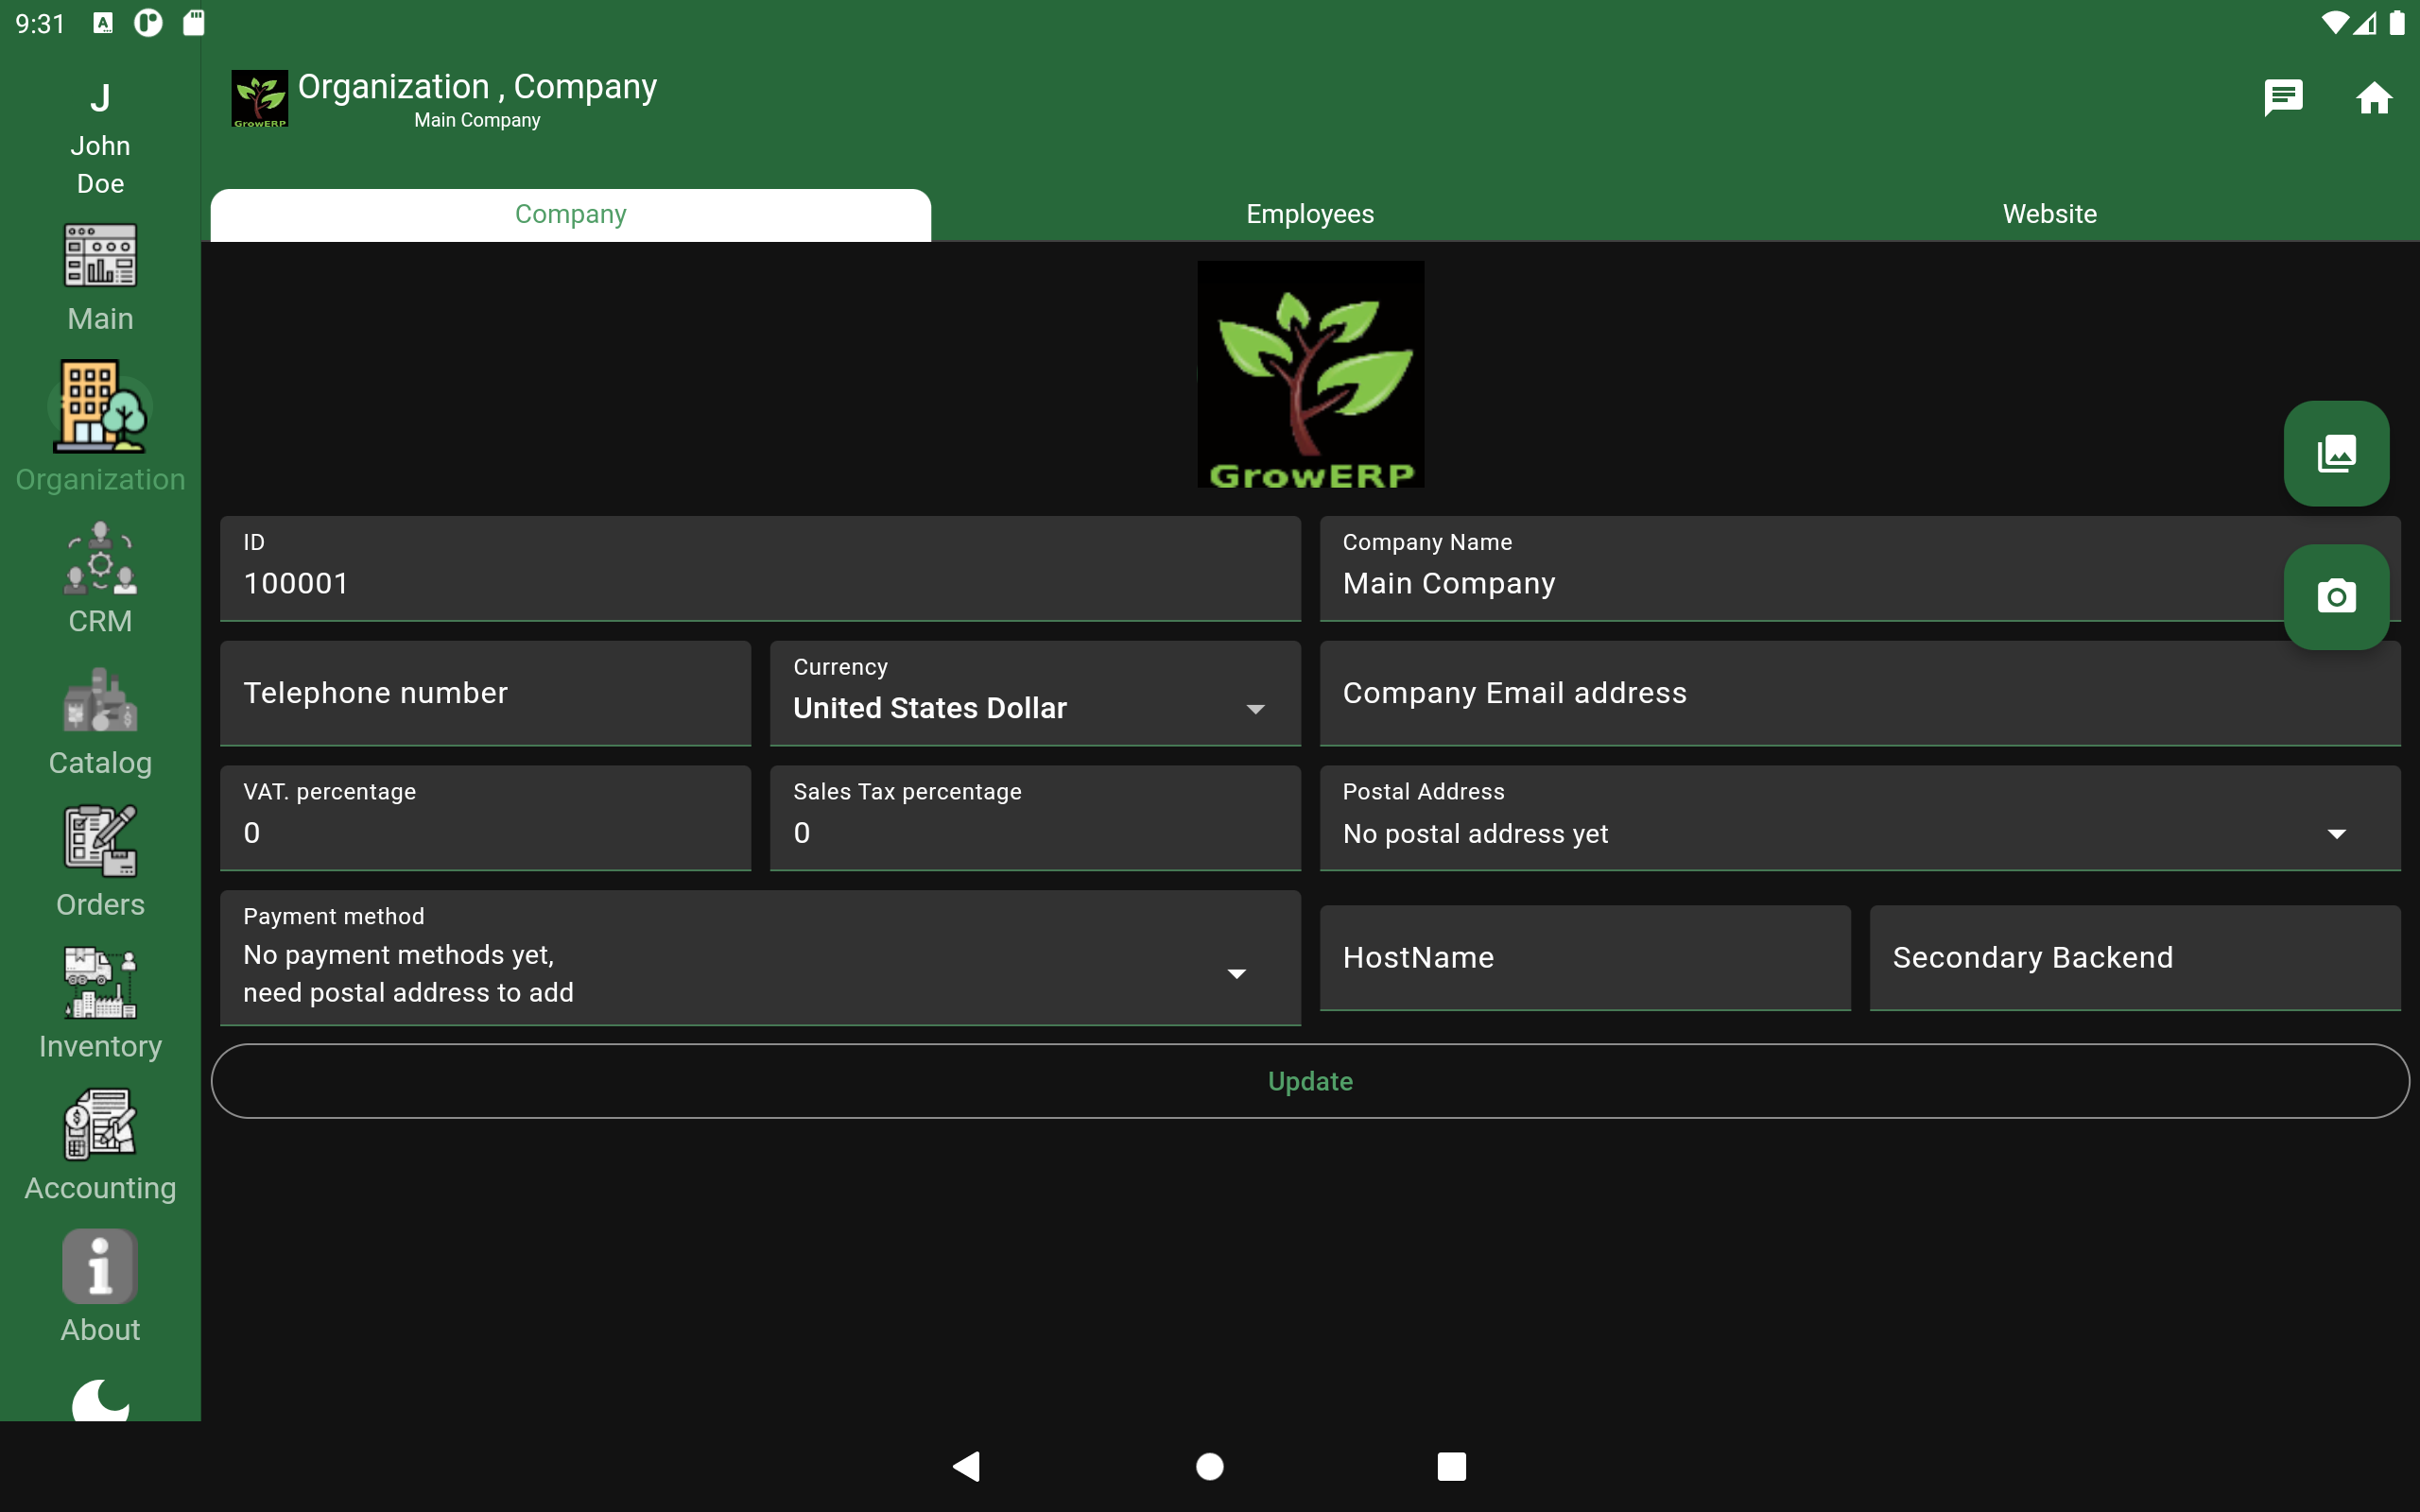 9:31
J
John
Doe
Main
Organization
CRM
Catalog
Orders
Inventory
Accounting
About
GrowERP
Organization , Company
Main Company
Company
Employees
Website
GrowERP
ID
100001
Company Name
Main Company
Telephone number
Currency
United States Dollar
Company Email address
VAT. percentage
0
Sales Tax percentage
0
Postal Address
No postal address yet
Payment method
No payment methods yet,
need postal address to add
HostName
Secondary Backend
Update